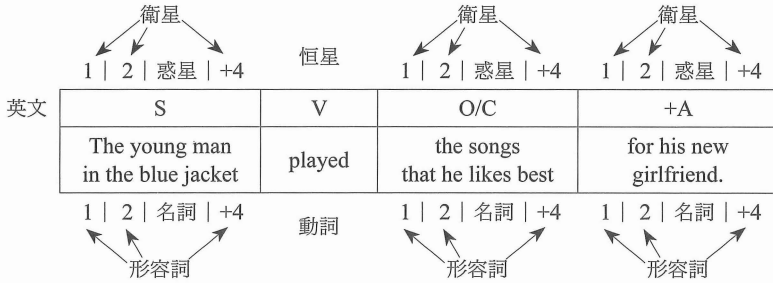 衛星 衛星 衛星
1 | 2 | 惑星 | +4 恒星 1 | 2 | 惑星 | +4 1 | 2 | 惑星 | +4
英文 S V O/C +A
The young man in the blue jacket played the songs that he likes best for his new girlfriend.
1 | 2 | 名詞 | +4 動詞 1 | 2 | 名詞 | +4 1 | 2 | 名詞 | +4
形容詞 形容詞 形容詞